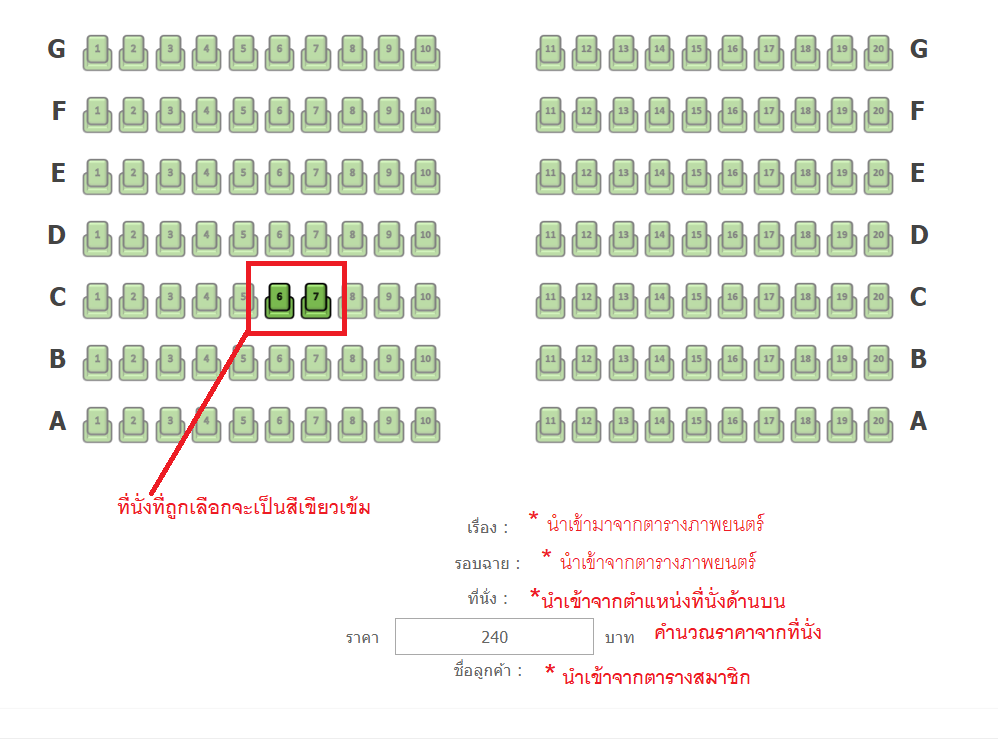 G 1 2 3 4 5 6 7 8 9 10 11 12 13 14 15 16 17 18 19 20 G
F 1 2 3 4 5 6 7 8 9 10 11 12 13 14 15 16 17 18 19 20 F
E 1 2 3 4 5 6 7 8 9 10 11 12 13 14 15 16 17 18 19 20 E
D 1 2 3 4 5 6 7 8 9 10 11 12 13 14 15 16 17 18 19 20 D
C 1 2 3 4 5 6 7 8 9 10 11 12 13 14 15 16 17 18 19 20 C
B 1 2 3 4 5 6 7 8 9 10 11 12 13 14 15 16 17 18 19 20 B
A 1 2 3 4 5 6 7 8 9 10 11 12 13 14 15 16 17 18 19 20 A
ที่นั่งที่ถูกเลือกจะเป็นสีเขียวเข้ม
เรื่อง : * นำเข้ามาจากตารางภาพยนตร์
รอบฉาย : * นำเข้าจากตารางภาพยนตร์
ที่นั่ง : *นำเข้าจากตำแหน่งที่นั่งด้านบน
ราคา 240 บาท คำนวณราคาจากที่นั่ง
ชื่อลูกค้า : * นำเข้าจากตารางสมาชิก